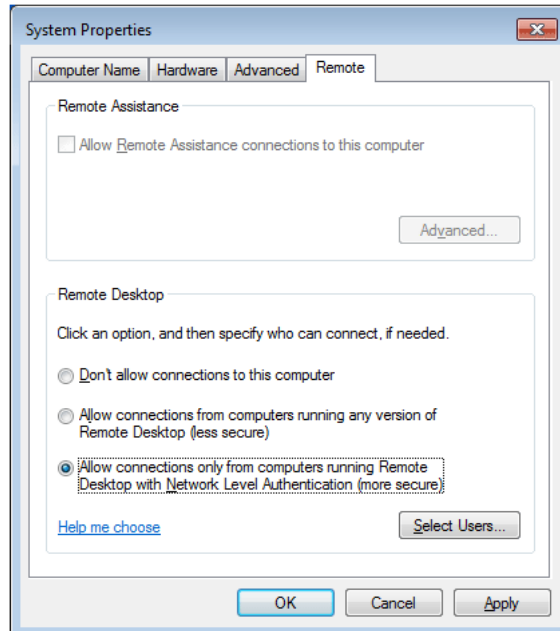 System Properties
Computer Name Hardware Advanced Remote
Remote Assistance
Allow Remote Assistance connections to this computer
Advanced...
Remote Desktop
Click an option, and then specify who can connect, if needed.
Don't allow connections to this computer
Allow connections from computers running any version of
Remote Desktop (less secure)
Allow connections only from computers running Remote
Desktop with Network Level Authentication (more secure)
Help me choose Select Users...
OK Cancel Apply